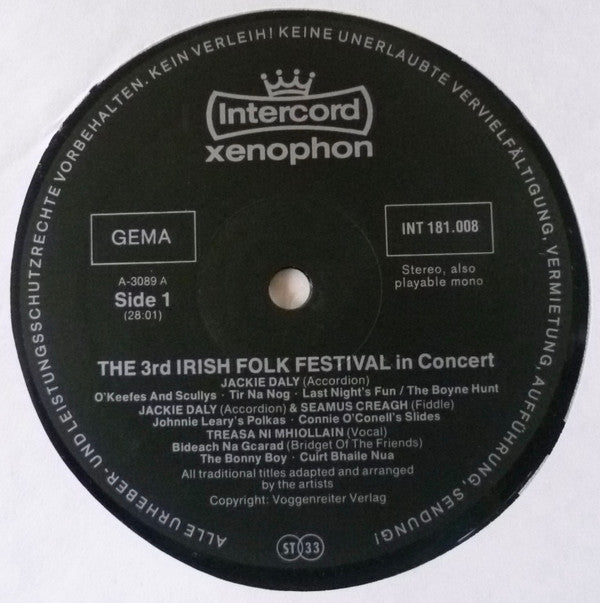 ALLE URHEBER- UND LEISTUNGSSCHUTZRECHTE VORBEHALTEN. KEIN VERLEIH! KEINE UNERLAUBTE VERVIELFÄLTIGUNG, VERMIETUNG, AUFFÜHRUNG, SENDUNG!
Intercord
xenophon
GEMA
INT 181.008
A-3089 A
Side 1
(28:01)
Stereo, also
playable mono
THE 3rd IRISH FOLK FESTIVAL in Concert
JACKIE DALY (Accordion)
O'Keefes And Scullys · Tir Na Nog · Last Night's Fun / The Boyne Hunt
JACKIE DALY (Accordion) & SEAMUS CREAGH (Fiddle)
Johnnie Leary's Polkas · Connie O'Conell's Slides
TREASA NI MHIOLLAIN (Vocal)
Bideach Na Gcarad (Bridget Of The Friends)
The Bonny Boy · Cuirt Bhaile Nua
All traditional titles adapted and arranged
by the artists
Copyright: Voggenreiter Verlag
ST 33